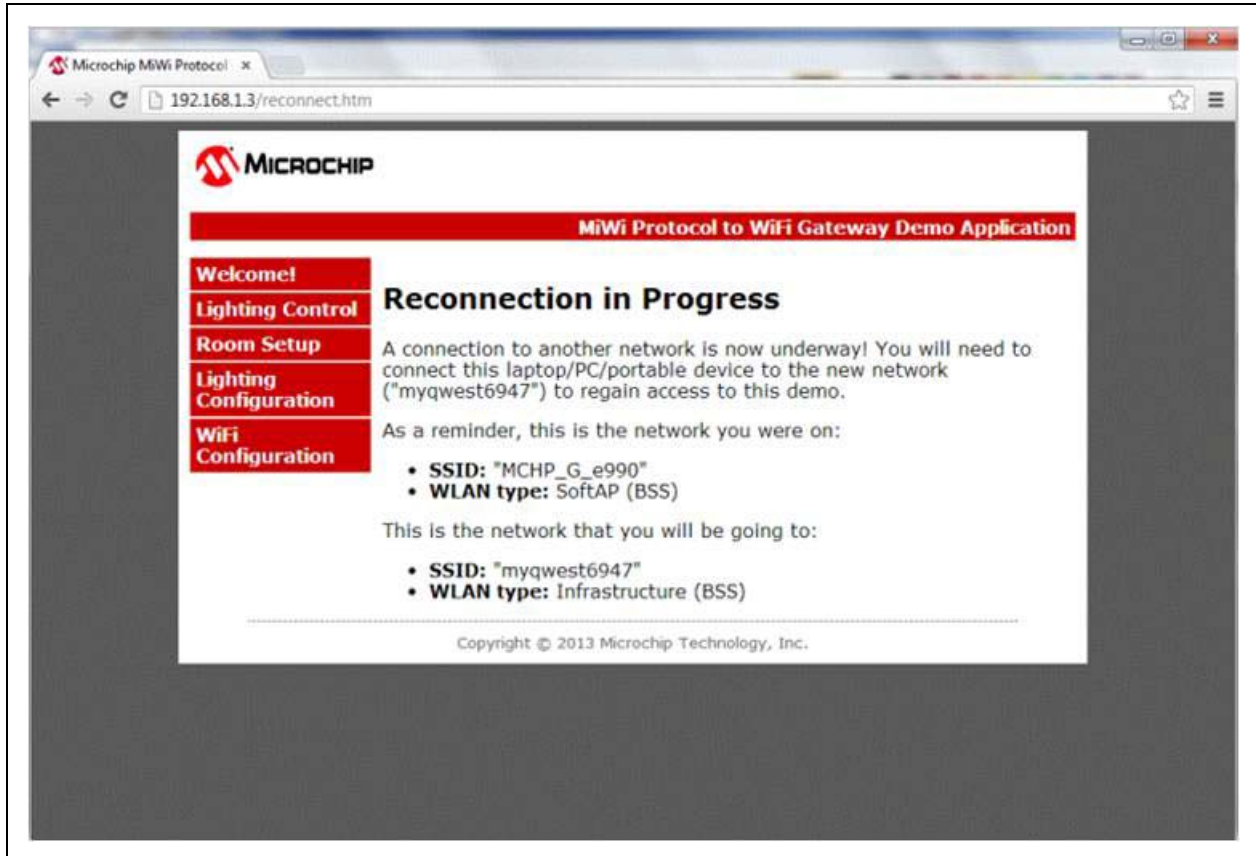 Microchip MiWi Protocol
192.168.1.3/reconnect.htm
MICROCHIP
MiWi Protocol to WiFi Gateway Demo Application
Welcome!
Lighting Control
Room Setup
Lighting
Configuration
WiFi
Configuration
Reconnection in Progress
A connection to another network is now underway! You will need to
connect this laptop/PC/portable device to the new network
("myqwest6947") to regain access to this demo.
As a reminder, this is the network you were on:
• SSID: "MCHP_G_e990"
• WLAN type: SoftAP (BSS)
This is the network that you will be going to:
• SSID: "myqwest6947"
• WLAN type: Infrastructure (BSS)
Copyright © 2013 Microchip Technology, Inc.